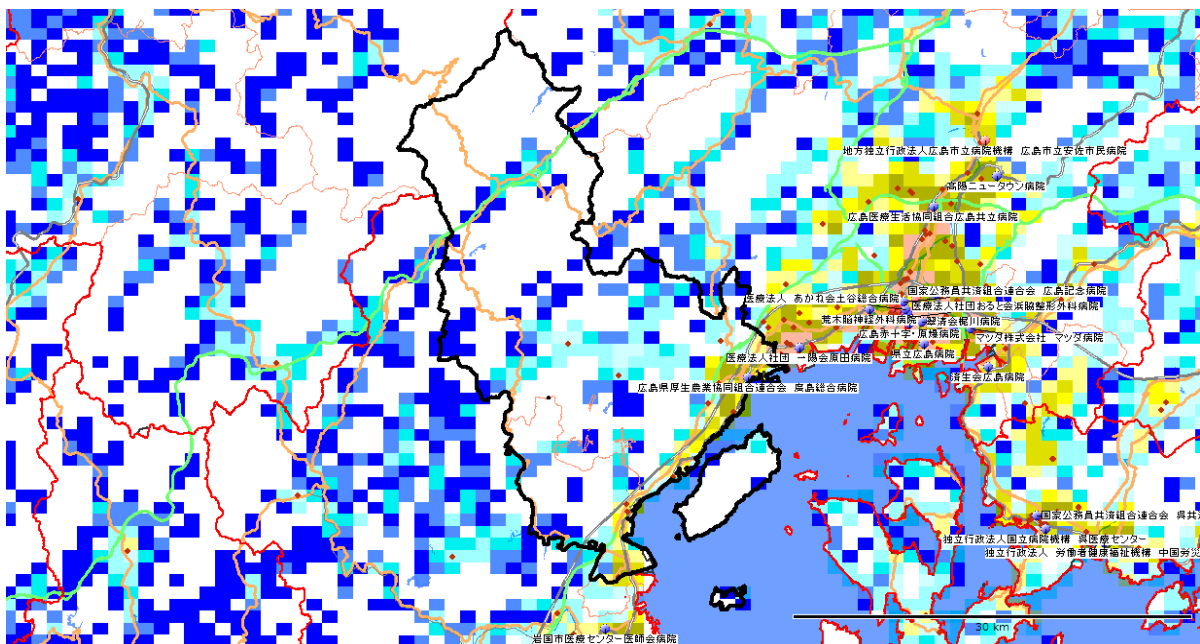 地方独立行政法人広島市立病院機構 広島市立安佐市民病院
高陽ニュータウン病院
広島医療生活協同組合広島共立病院
国家公務員共済組合連合会 広島記念病院
医療法人 あかね会土谷総合病院
医療法人社団おると会浜脇整形外科病院
荒木脳神経外科病院
翠清会梶川病院
広島赤十字・原爆病院
マツダ株式会社 マツダ病院
県立広島病院
医療法人社団 一陽会原田病院
済生会広島病院
広島県厚生農業協同組合連合会 廣島総合病院
国家公務員共済組合連合会 呉共済
独立行政法人国立病院機構 呉医療センター
独立行政法人 労働者健康福祉機構 中国労災
30 km
岩国市医療センター医師会病院